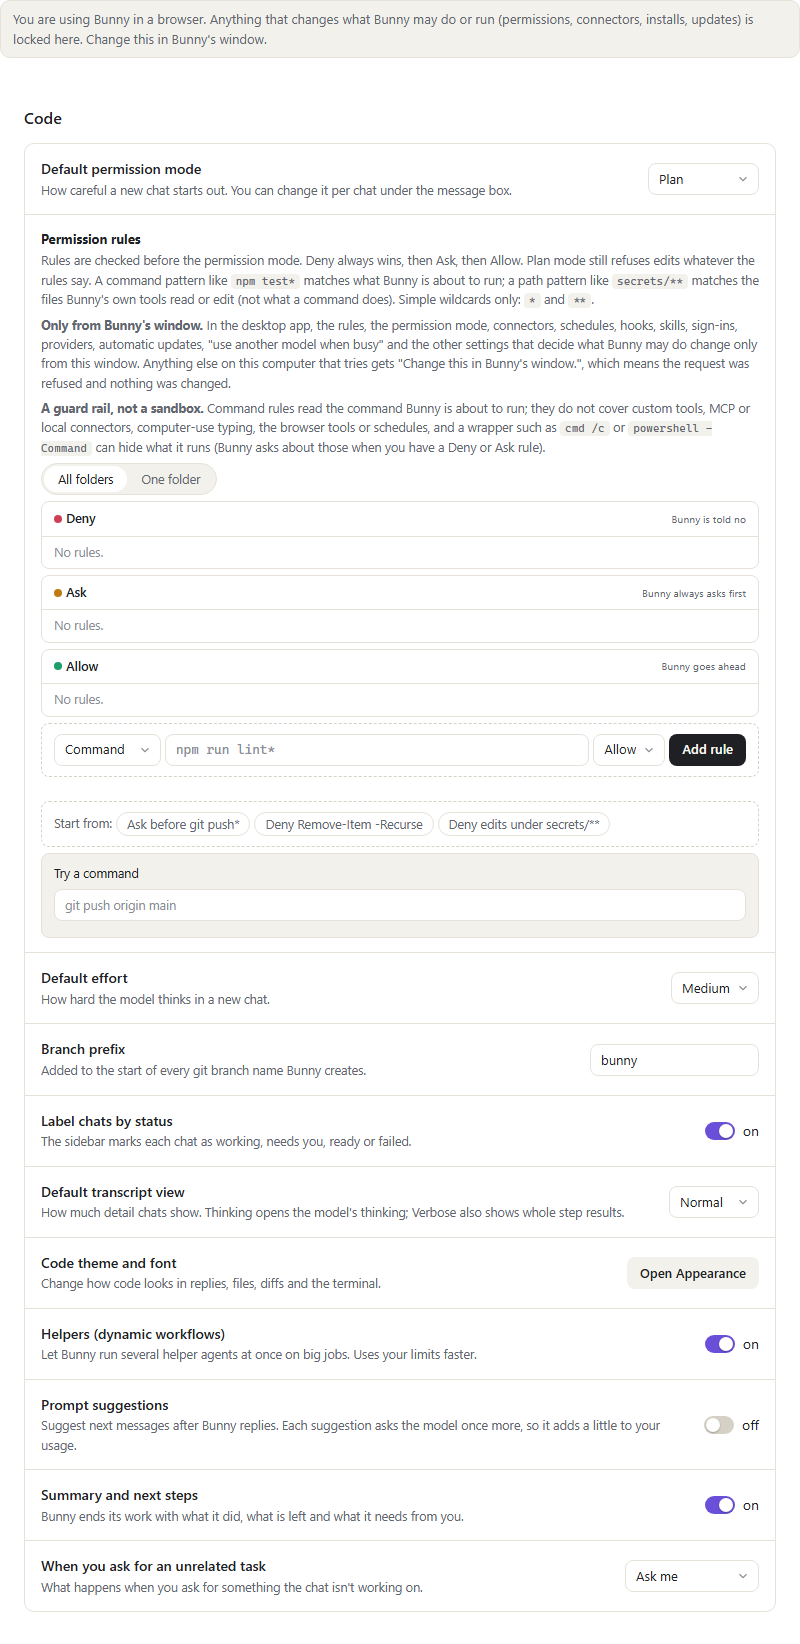 You are using Bunny in a browser. Anything that changes what Bunny may do or run (permissions, connectors, installs, updates) is
locked here. Change this in Bunny's window.
Code
Default permission mode
How careful a new chat starts out. You can change it per chat under the message box.
Plan
Permission rules
Rules are checked before the permission mode. Deny always wins, then Ask, then Allow. Plan mode still refuses edits whatever the
rules say. A command pattern like npm test* matches what Bunny is about to run; a path pattern like secrets/** matches the
files Bunny's own tools read or edit (not what a command does). Simple wildcards only: * and **.
Only from Bunny's window. In the desktop app, the rules, the permission mode, connectors, schedules, hooks, skills, sign-ins,
providers, automatic updates, "use another model when busy" and the other settings that decide what Bunny may do change only
from this window. Anything else on this computer that tries gets "Change this in Bunny's window.", which means the request was
refused and nothing was changed.
A guard rail, not a sandbox. Command rules read the command Bunny is about to run; they do not cover custom tools, MCP or
local connectors, computer-use typing, the browser tools or schedules, and a wrapper such as cmd /c or powershell -
Command can hide what it runs (Bunny asks about those when you have a Deny or Ask rule).
All folders One folder
Deny Bunny is told no
No rules.
Ask Bunny always asks first
No rules.
Allow Bunny goes ahead
No rules.
Command npm run lint* Allow Add rule
Start from: Ask before git push* Deny Remove-Item -Recurse Deny edits under secrets/**
Try a command
git push origin main
Default effort
How hard the model thinks in a new chat.
Medium
Branch prefix
Added to the start of every git branch name Bunny creates.
bunny
Label chats by status
The sidebar marks each chat as working, needs you, ready or failed.
on
Default transcript view
How much detail chats show. Thinking opens the model's thinking; Verbose also shows whole step results.
Normal
Code theme and font
Change how code looks in replies, files, diffs and the terminal.
Open Appearance
Helpers (dynamic workflows)
Let Bunny run several helper agents at once on big jobs. Uses your limits faster.
on
Prompt suggestions
Suggest next messages after Bunny replies. Each suggestion asks the model once more, so it adds a little to your
usage.
off
Summary and next steps
Bunny ends its work with what it did, what is left and what it needs from you.
on
When you ask for an unrelated task
What happens when you ask for something the chat isn't working on.
Ask me